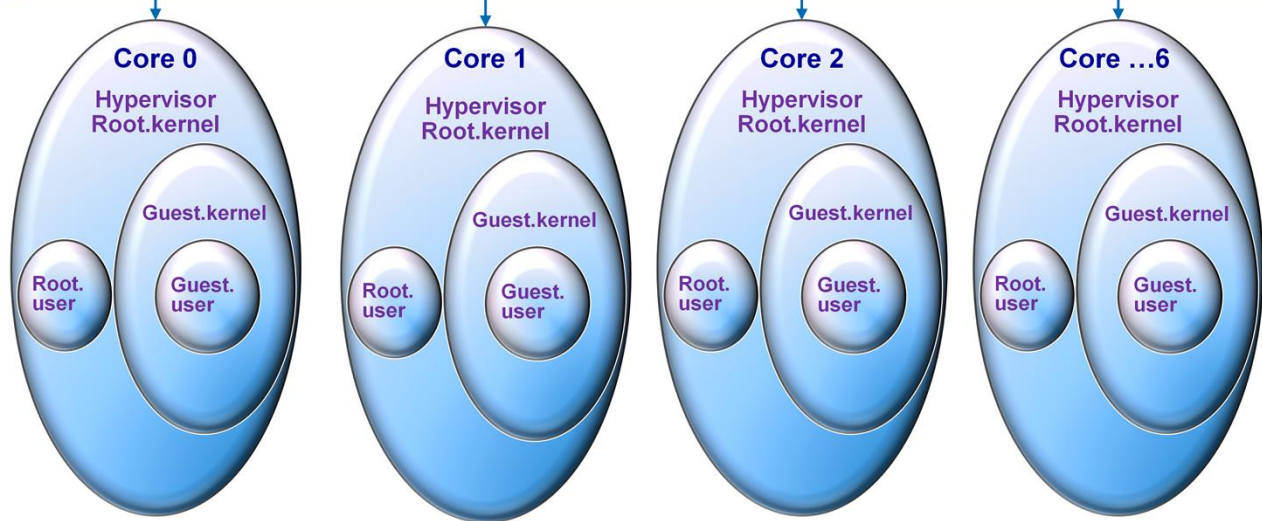 Core 0
Hypervisor
Root.kernel
Guest.kernel
Root.
user
Guest.
user
Core 1
Hypervisor
Root.kernel
Guest.kernel
Root.
user
Guest.
user
Core 2
Hypervisor
Root.kernel
Guest.kernel
Root.
user
Guest.
user
Core ...6
Hypervisor
Root.kernel
Guest.kernel
Root.
user
Guest.
user